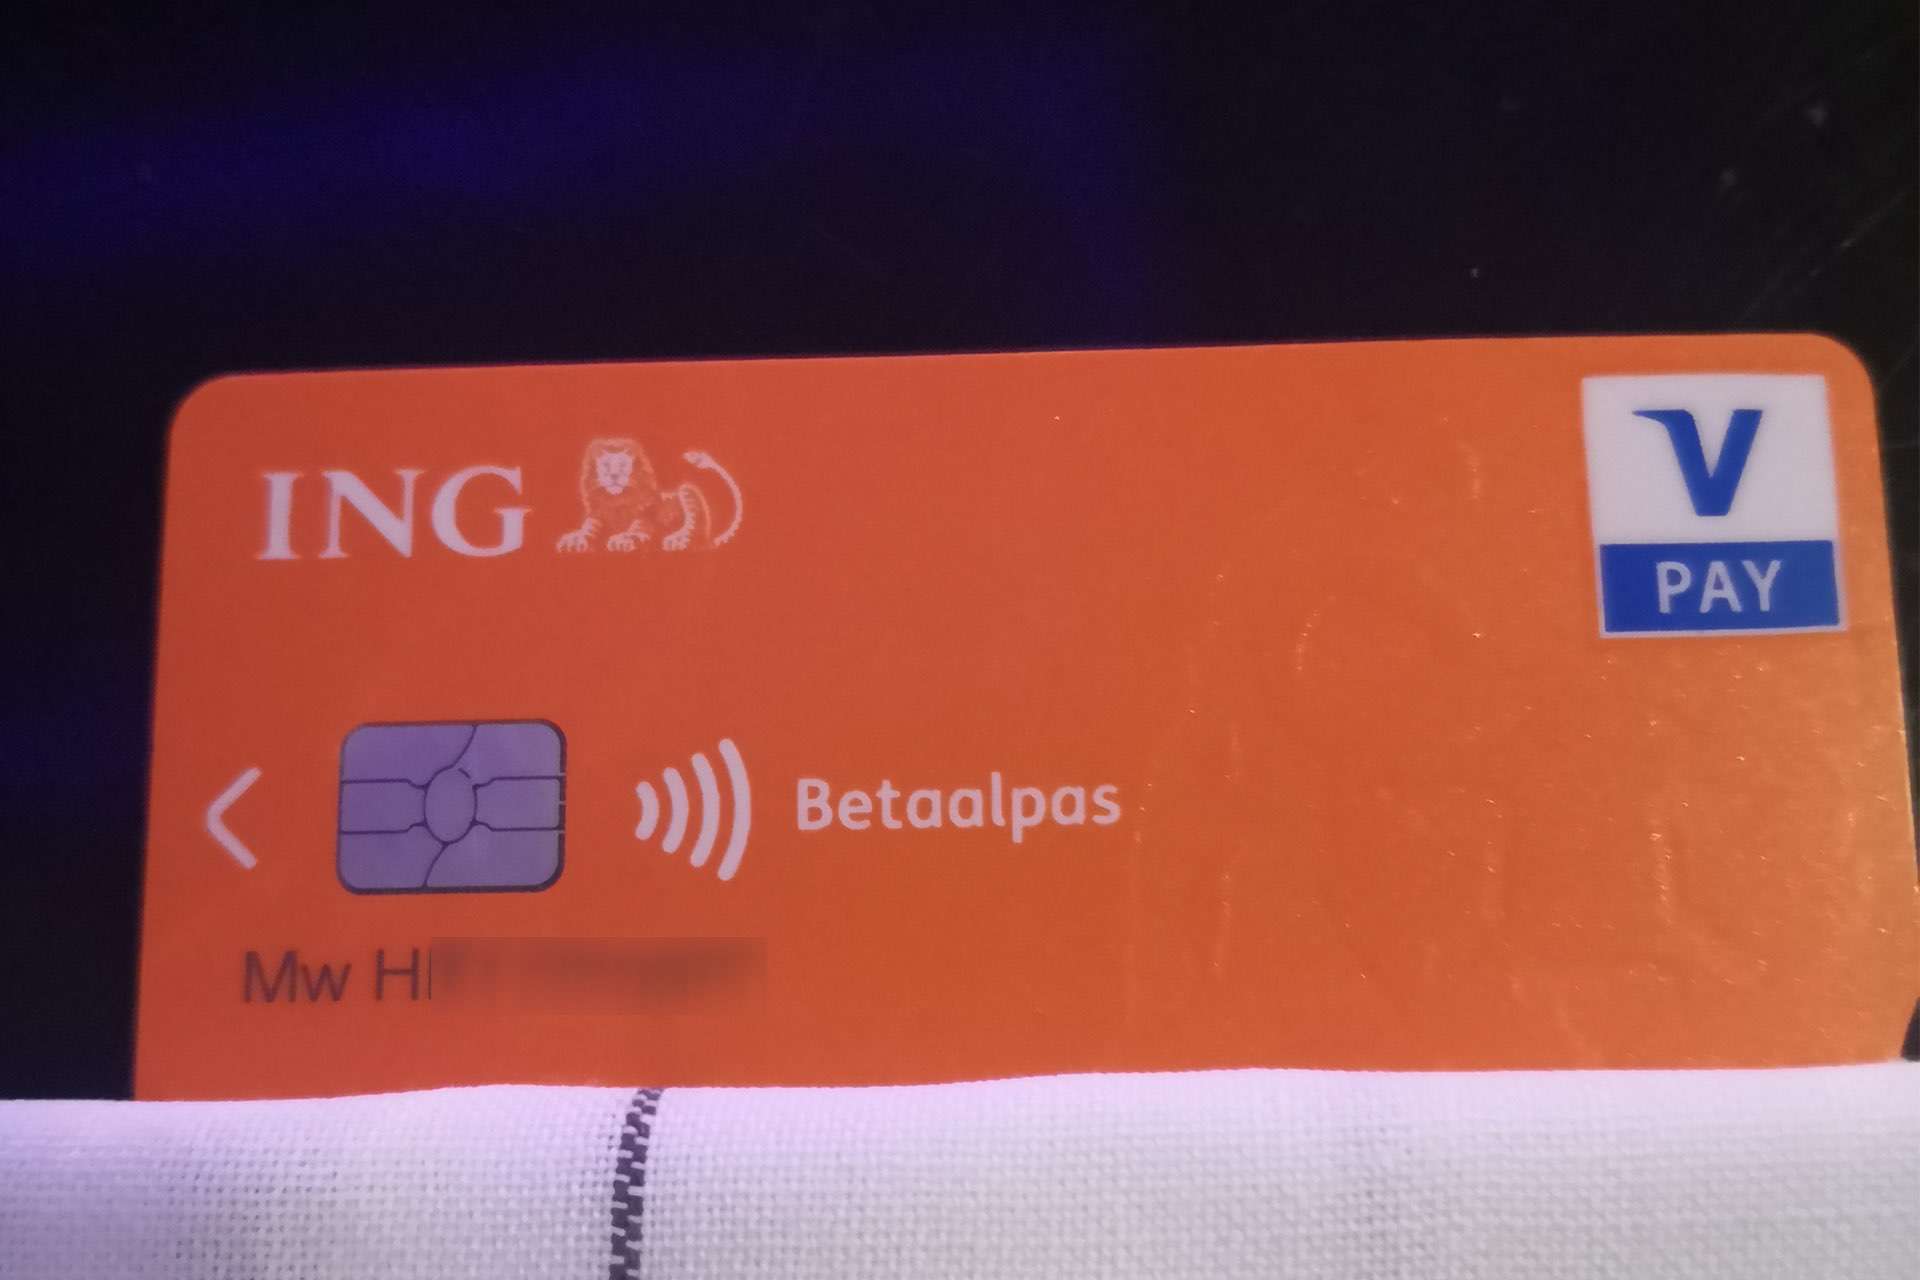 ING
V
PAY
Betaalpas
Mw H